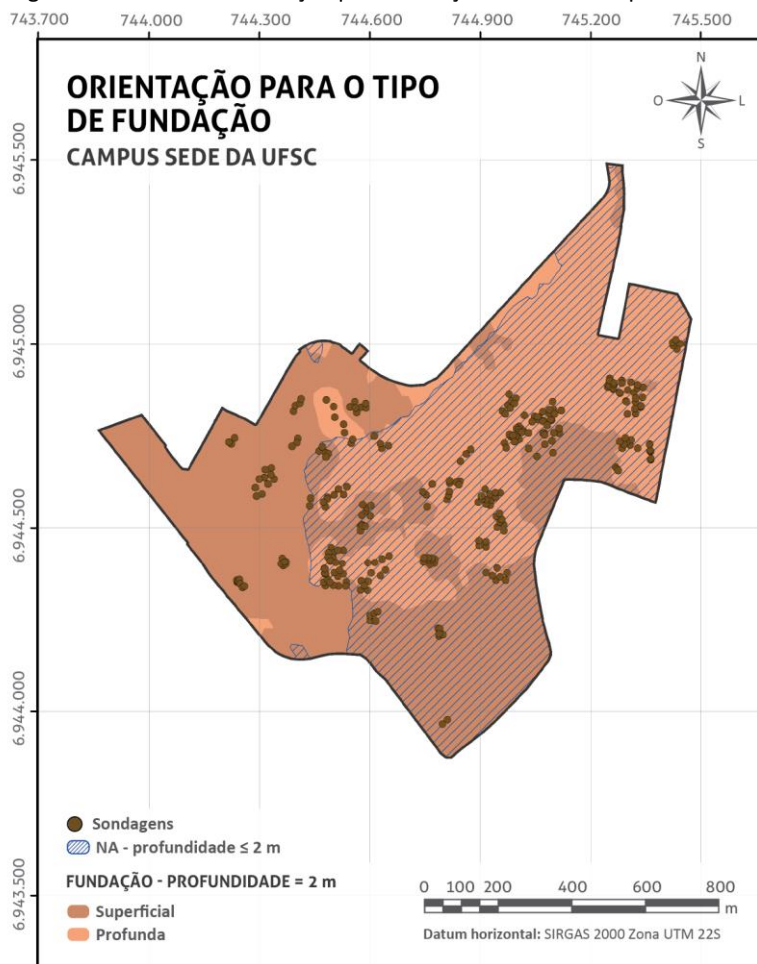 743.700 744.000 744.300 744.600 744.900 745.200 745.500
ORIENTAÇÃO PARA O TIPO
DE FUNDAÇÃO
CAMPUS SEDE DA UFSC
N
O L
S
6.945.500
6.945.000
6.944.500
6.944.000
6.943.500
Sondagens
NA - profundidade ≤ 2 m
FUNDAÇÃO - PROFUNDIDADE = 2 m
Superficial
Profunda
0 100 200 400 600 800
m
Datum horizontal: SIRGAS 2000 Zona UTM 22S